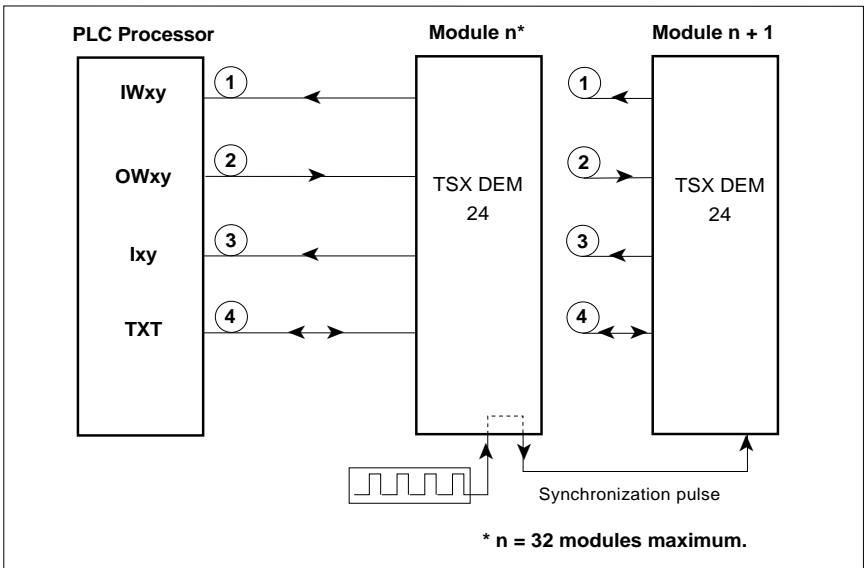 PLC Processor Module n* Module n + 1
IWxy 1 1
OWxy 2 2
TSX DEM TSX DEM
24 24
Ixy 3 3
TXT 4 4
Synchronization pulse
* n = 32 modules maximum.